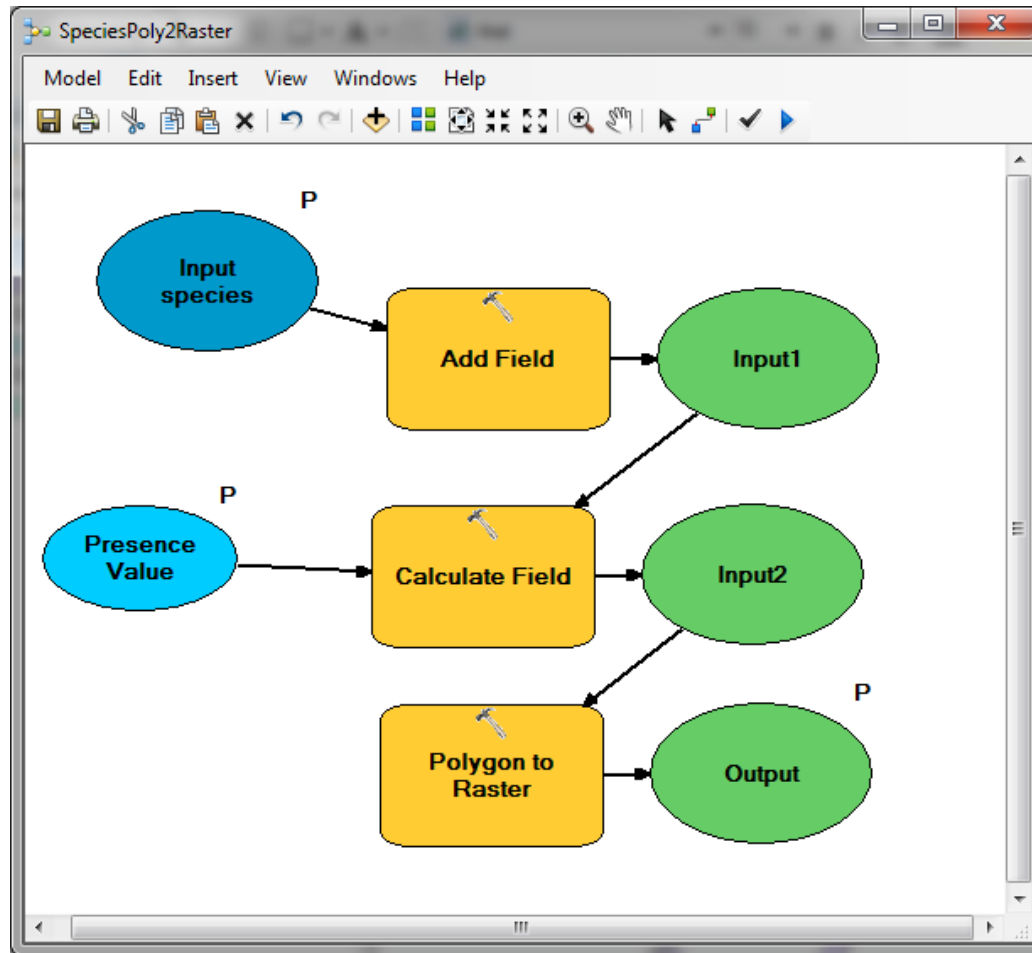 SpeciesPoly2Raster
Model Edit Insert View Windows Help
P
Input
species
Add Field
Input1
P
Presence
Value
Calculate Field
Input2
P
Polygon to
Raster
Output